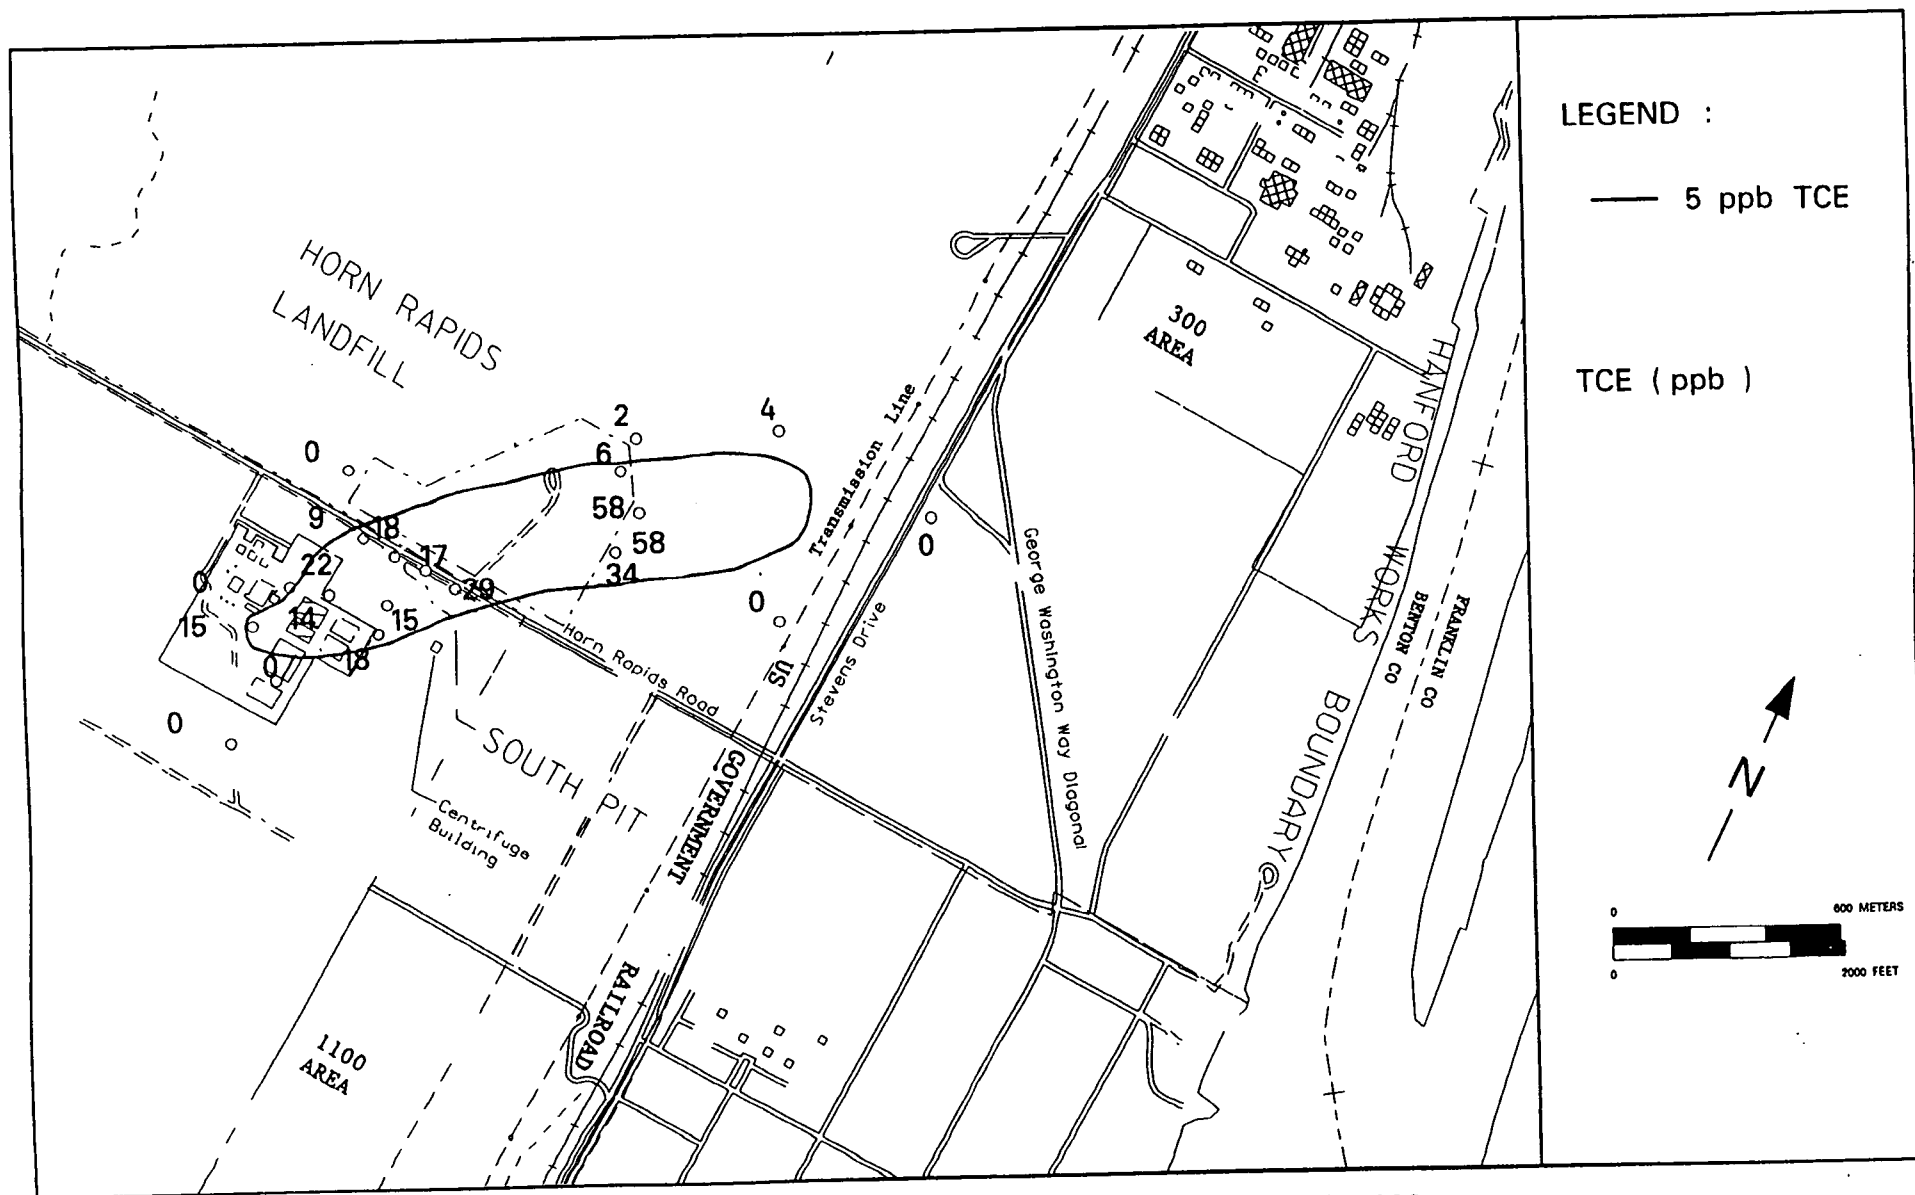 LEGEND :
5 ppb TCE
TCE ( ppb )
HORN RAPIDS
LANDFILL
300
AREA
HANFORD
WORKS
BOUNDARY
FRANKLIN CO
BENTON CO
Transmission Line
2
4
0
6
9
18
58
58
17
22
29
34
0
0
0
15
14
15
18
0
0
Horn Rapids Road
Stevens Drive
George Washington Way Diagonal
US
GOVERNMENT
RAILROAD
SOUTH PIT
Centrifuge
Building
1100
AREA
N
0
600 METERS
0
2000 FEET